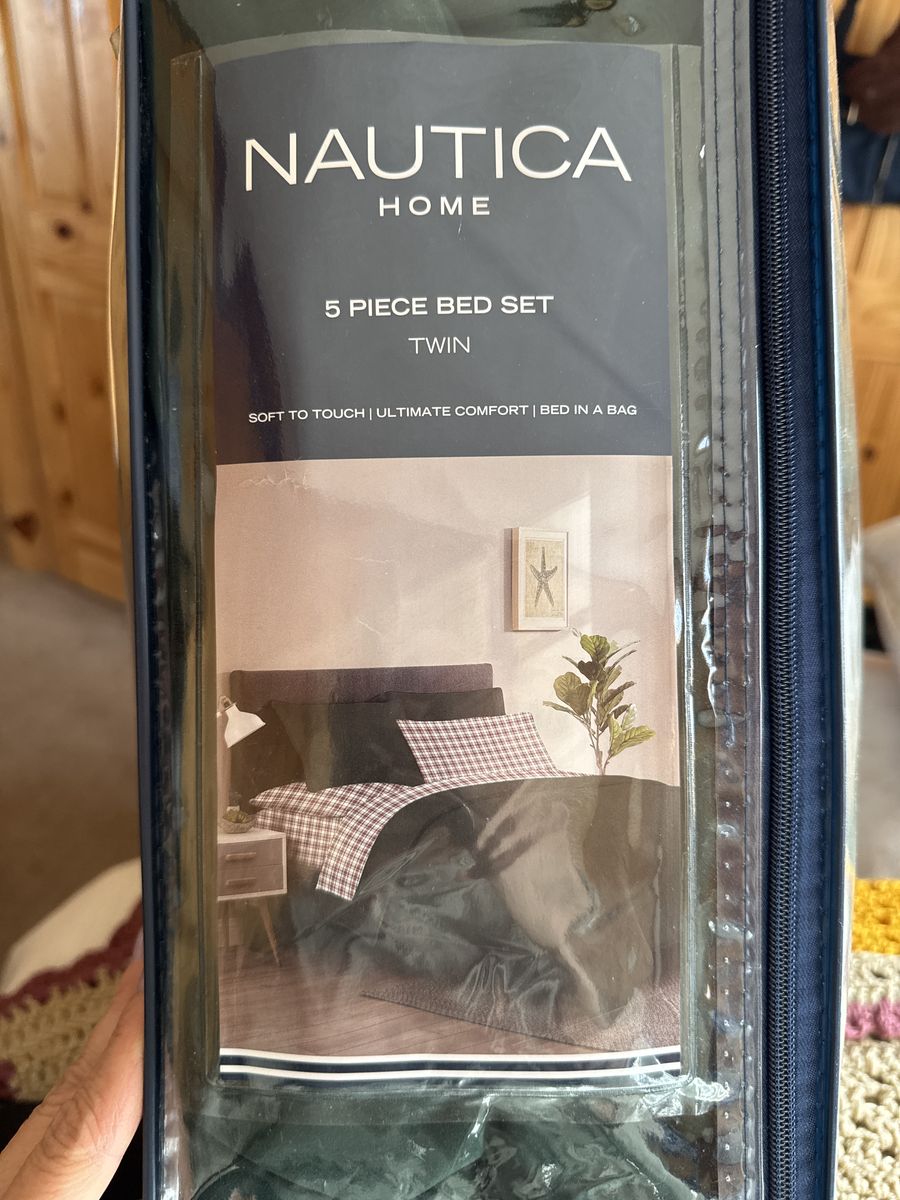 NAUTICA
HOME
5 PIECE BED SET
TWIN
SOFT TO TOUCH | ULTIMATE COMFORT | BED IN A BAG